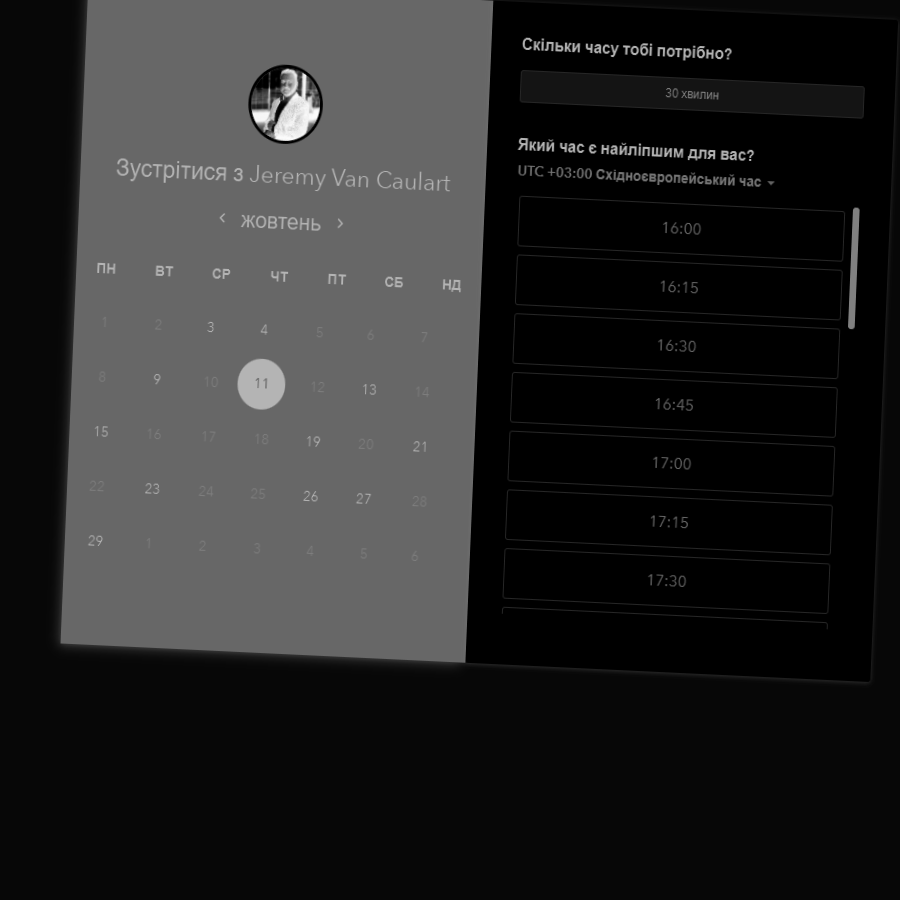 Зустрітися з Jeremy Van Caulart
‹ жовтень ›
ПН ВТ СР ЧТ ПТ СБ НД
1 2 3 4 5 6 7
8 9 10 11 12 13 14
15 16 17 18 19 20 21
22 23 24 25 26 27 28
29 1 2 3 4 5 6
Скільки часу тобі потрібно?
30 хвилин
Який час є найліпшим для вас?
UTC +03:00 Східноєвропейський час
16:00
16:15
16:30
16:45
17:00
17:15
17:30